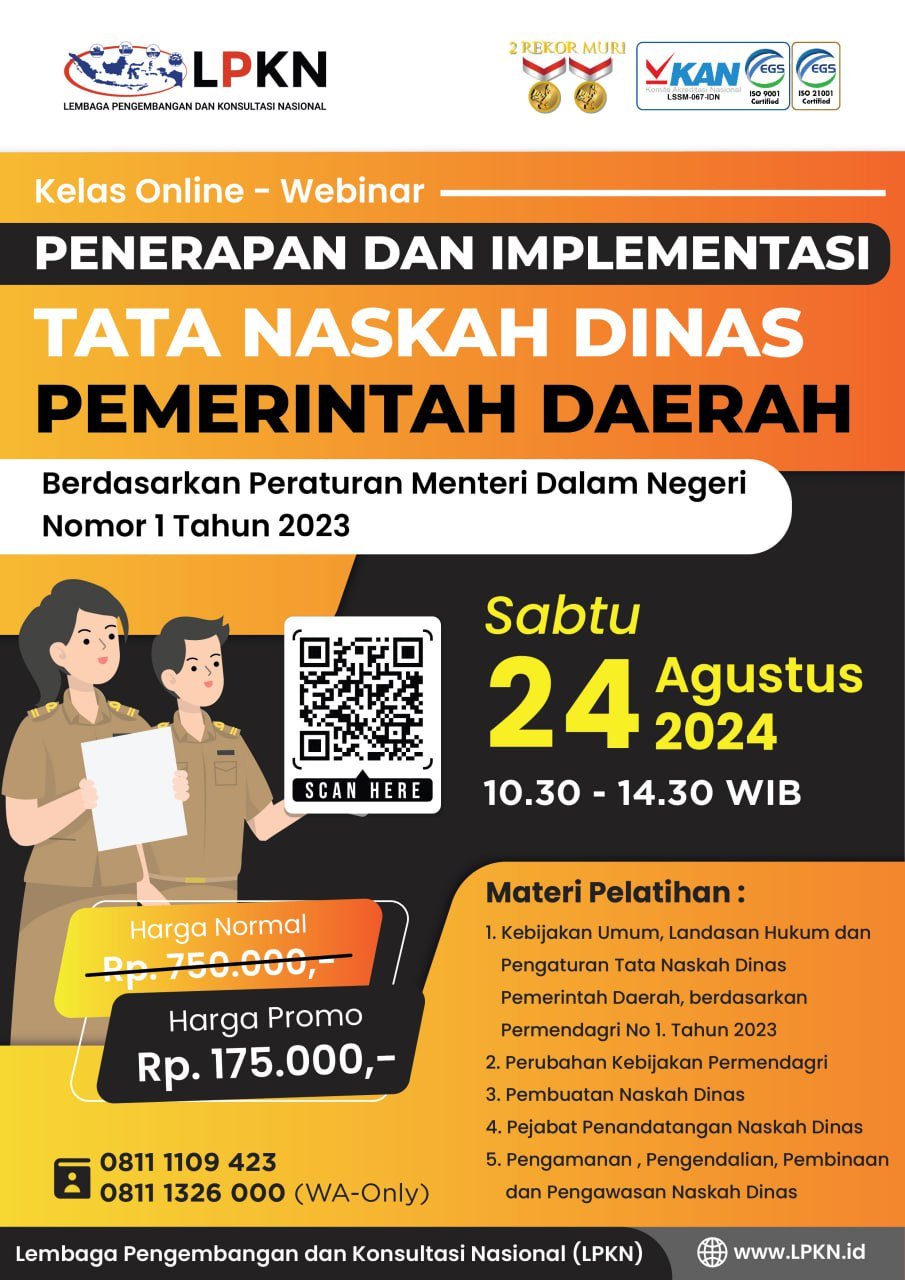 LPKN
LEMBAGA PENGEMBANGAN DAN KONSULTASI NASIONAL
2 REKOR MURI
KAN
Komite Akreditasi Nasional
LSSM-067-IDN
EGS
ISO 9001
Certified
EGS
ISO 21001
Certified
Kelas Online - Webinar
PENERAPAN DAN IMPLEMENTASI
TATA NASKAH DINAS
PEMERINTAH DAERAH
Berdasarkan Peraturan Menteri Dalam Negeri
Nomor 1 Tahun 2023
Sabtu
24 Agustus
2024
10.30 - 14.30 WIB
SCAN HERE
Harga Normal
Rp. 750.000,-
Harga Promo
Rp. 175.000,-
0811 1109 423
0811 1326 000 (WA-Only)
Materi Pelatihan :
1. Kebijakan Umum, Landasan Hukum dan
Pengaturan Tata Naskah Dinas
Pemerintah Daerah, berdasarkan
Permendagri No 1. Tahun 2023
2. Perubahan Kebijakan Permendagri
3. Pembuatan Naskah Dinas
4. Pejabat Penandatangan Naskah Dinas
5. Pengamanan , Pengendalian, Pembinaan
dan Pengawasan Naskah Dinas
Lembaga Pengembangan dan Konsultasi Nasional (LPKN)
www.LPKN.id